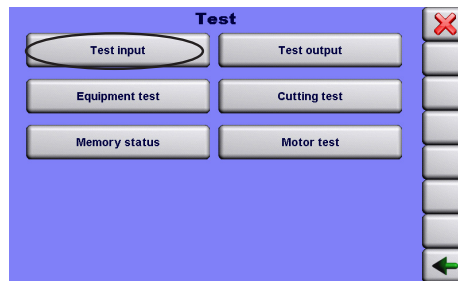 Test
Test input
Test output
Equipment test
Cutting test
Memory status
Motor test